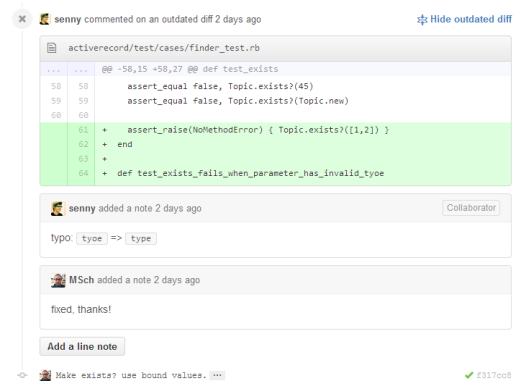 senny commented on an outdated diff 2 days ago
Hide outdated diff
activerecord/test/cases/finder_test.rb
... ... @@ -58,15 +58,27 @@ def test_exists
58 58 assert_equal false, Topic.exists?(45)
59 59 assert_equal false, Topic.exists?(Topic.new)
60 60
61 + assert_raise(NoMethodError) { Topic.exists?([1,2]) }
62 + end
63 +
64 + def test_exists_fails_when_parameter_has_invalid_tyoe
senny added a note 2 days ago
Collaborator
typo: tyoe => type
MSch added a note 2 days ago
fixed, thanks!
Add a line note
Make exists? use bound values. ...
f317cc8